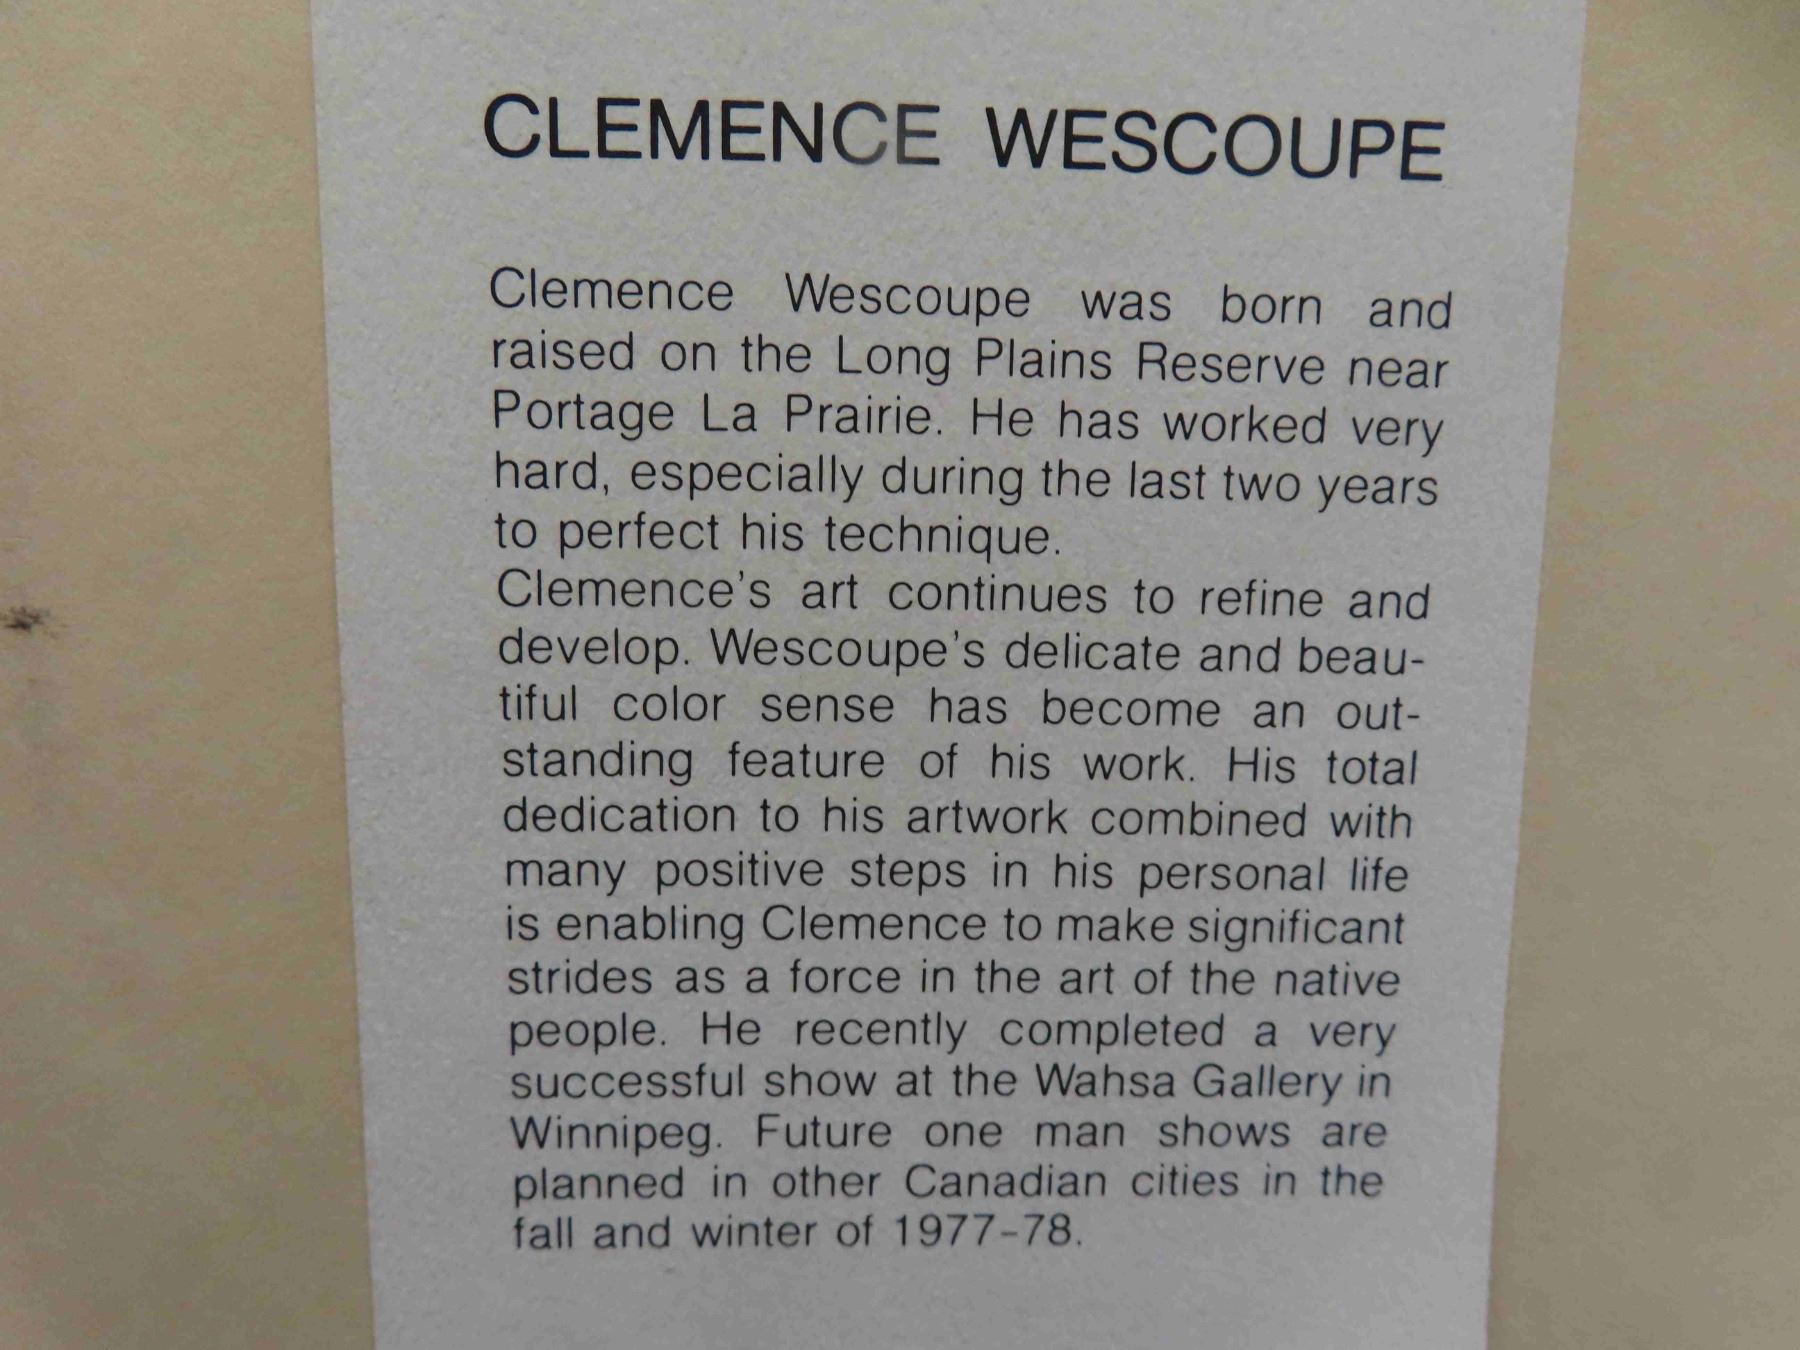 CLEMENCE WESCOUPE
Clemence Wescoupe was born and
raised on the Long Plains Reserve near
Portage La Prairie. He has worked very
hard, especially during the last two years
to perfect his technique.
Clemence's art continues to refine and
develop. Wescoupe's delicate and beau-
tiful color sense has become an out-
standing feature of his work. His total
dedication to his artwork combined with
many positive steps in his personal life
is enabling Clemence to make significant
strides as a force in the art of the native
people. He recently completed a very
successful show at the Wahsa Gallery in
Winnipeg. Future one man shows are
planned in other Canadian cities in the
fall and winter of 1977-78.